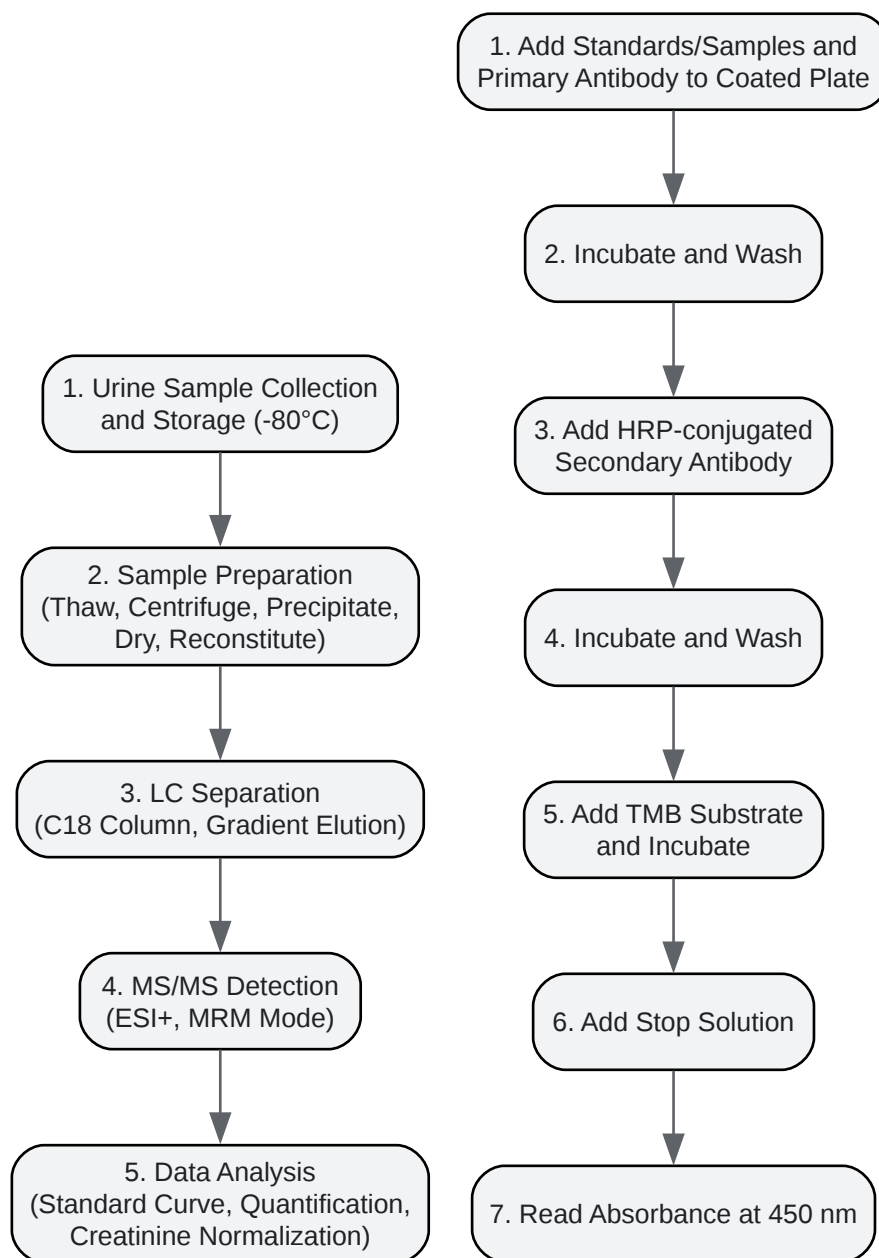 1. Urine Sample Collection
and Storage (-80°C)
2. Sample Preparation
(Thaw, Centrifuge, Precipitate,
Dry, Reconstitute)
3. LC Separation
(C18 Column, Gradient Elution)
4. MS/MS Detection
(ESI+, MRM Mode)
5. Data Analysis
(Standard Curve, Quantification,
Creatinine Normalization)
1. Add Standards/Samples and
Primary Antibody to Coated Plate
2. Incubate and Wash
3. Add HRP-conjugated
Secondary Antibody
4. Incubate and Wash
5. Add TMB Substrate
and Incubate
6. Add Stop Solution
7. Read Absorbance at 450 nm